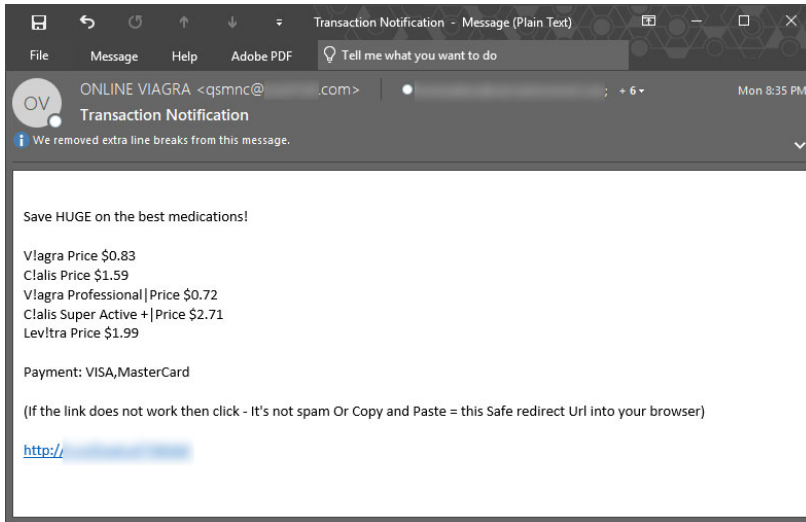 Transaction Notification - Message (Plain Text)
File Message Help Adobe PDF Tell me what you want to do
OV
ONLINE VIAGRA <qsmnc@ .com> ; + 6
Mon 8:35 PM
Transaction Notification
We removed extra line breaks from this message.
Save HUGE on the best medications!
V!agra Price $0.83
C!alis Price $1.59
V!agra Professional|Price $0.72
C!alis Super Active +|Price $2.71
Lev!tra Price $1.99
Payment: VISA,MasterCard
(If the link does not work then click - It's not spam Or Copy and Paste = this Safe redirect Url into your browser)
http://